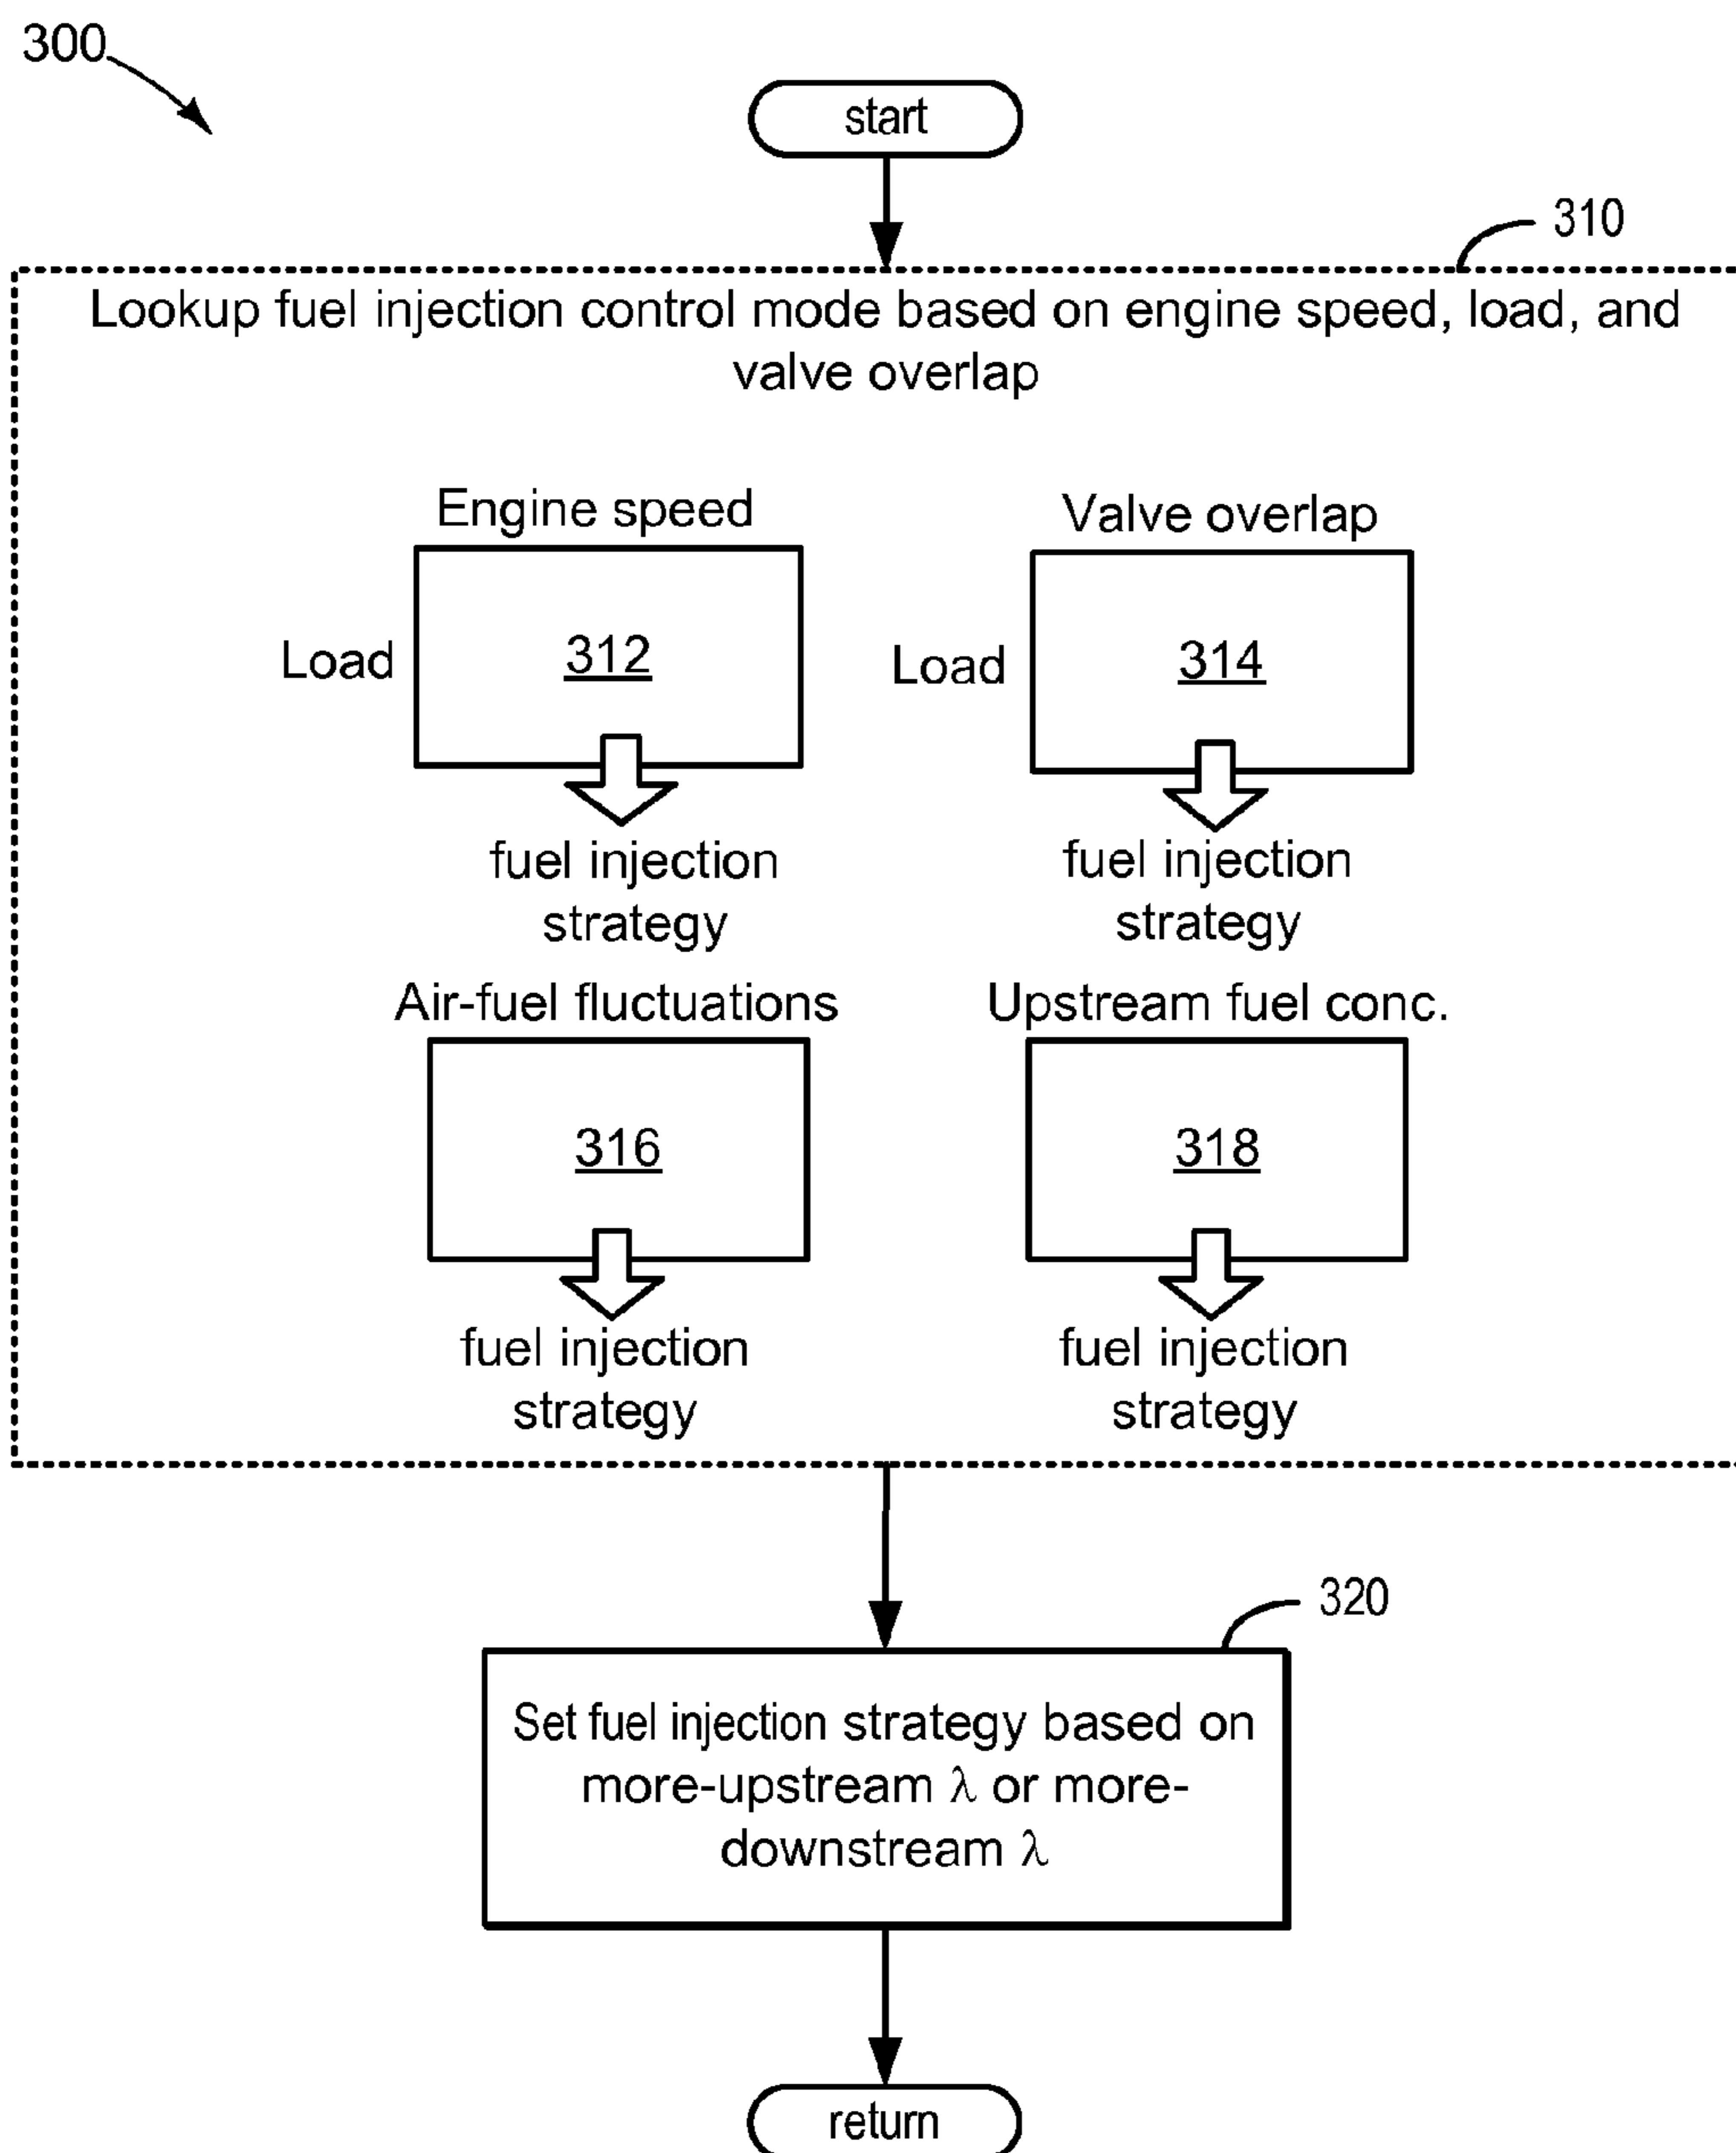 300
start
310
Lookup fuel injection control mode based on engine speed, load, and
valve overlap
Engine speed
Load
312
fuel injection
strategy
Valve overlap
Load
314
fuel injection
strategy
Air-fuel fluctuations
316
fuel injection
strategy
Upstream fuel conc.
318
fuel injection
strategy
320
Set fuel injection strategy based on
more-upstream λ or more-
downstream λ
return